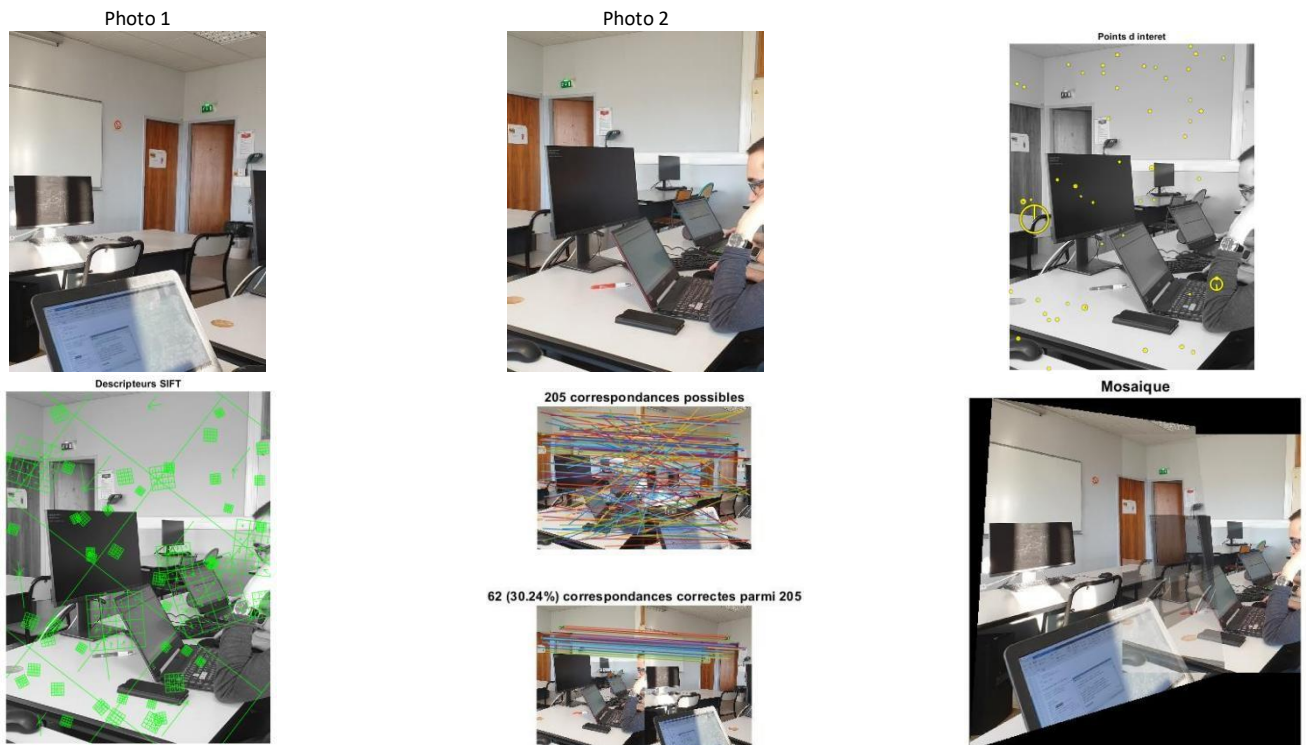 Photo 1
Photo 2
Points d interet
Descripteurs SIFT
205 correspondances possibles
Mosaique
62 (30.24%) correspondances correctes parmi 205